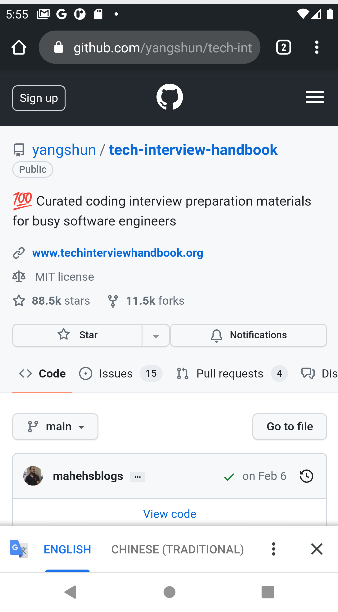 5:55
github.com/yangshun/tech-int
2
Sign up
yangshun / tech-interview-handbook
Public
💯 Curated coding interview preparation materials
for busy software engineers
www.techinterviewhandbook.org
MIT license
88.5k stars 11.5k forks
Star Notifications
Code Issues 15 Pull requests 4 Dis
main Go to file
mahehsblogs ... on Feb 6
View code
ENGLISH CHINESE (TRADITIONAL)